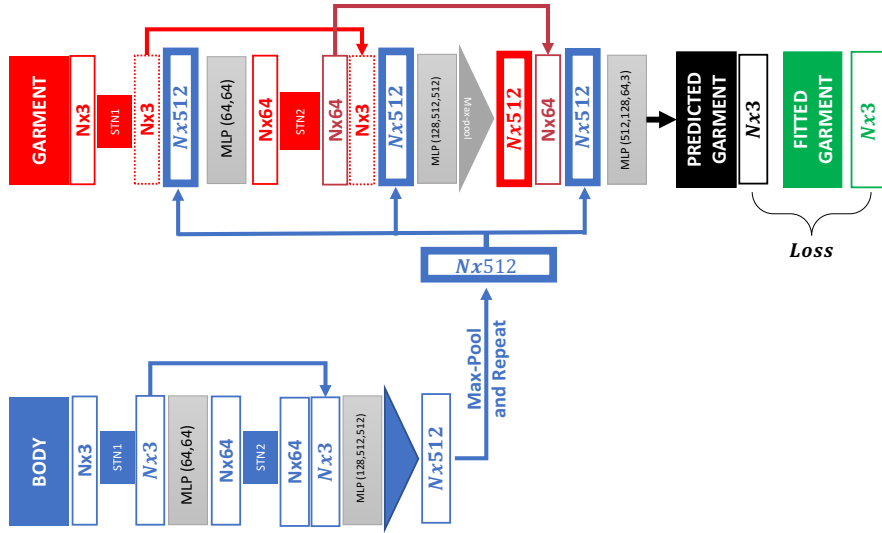 GARMENT
Nx3
STN1
Nx3
Nx512
MLP (64,64)
Nx64
STN2
Nx64
Nx3
Nx512
MLP (128,512,512)
Max-pool
Nx512
Nx64
Nx512
MLP (512,128,64,3)
PREDICTED
GARMENT
Nx3
FITTED
GARMENT
Nx3
Loss
Nx512
Max-Pool
and Repeat
BODY
Nx3
STN1
Nx3
MLP (64,64)
Nx64
STN2
Nx64
Nx3
MLP (128,512,512)
Nx512